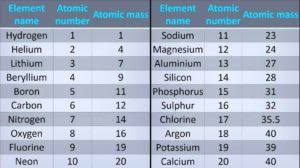 Element name Atomic number Atomic mass Element name Atomic number Atomic mass
Hydrogen 1 1 Sodium 11 23
Helium 2 4 Magnesium 12 24
Lithium 3 7 Aluminium 13 27
Beryllium 4 9 Silicon 14 28
Boron 5 11 Phosphorus 15 31
Carbon 6 12 Sulphur 16 32
Nitrogen 7 14 Chlorine 17 35.5
Oxygen 8 16 Argon 18 40
Fluorine 9 19 Potassium 19 39
Neon 10 20 Calcium 20 40